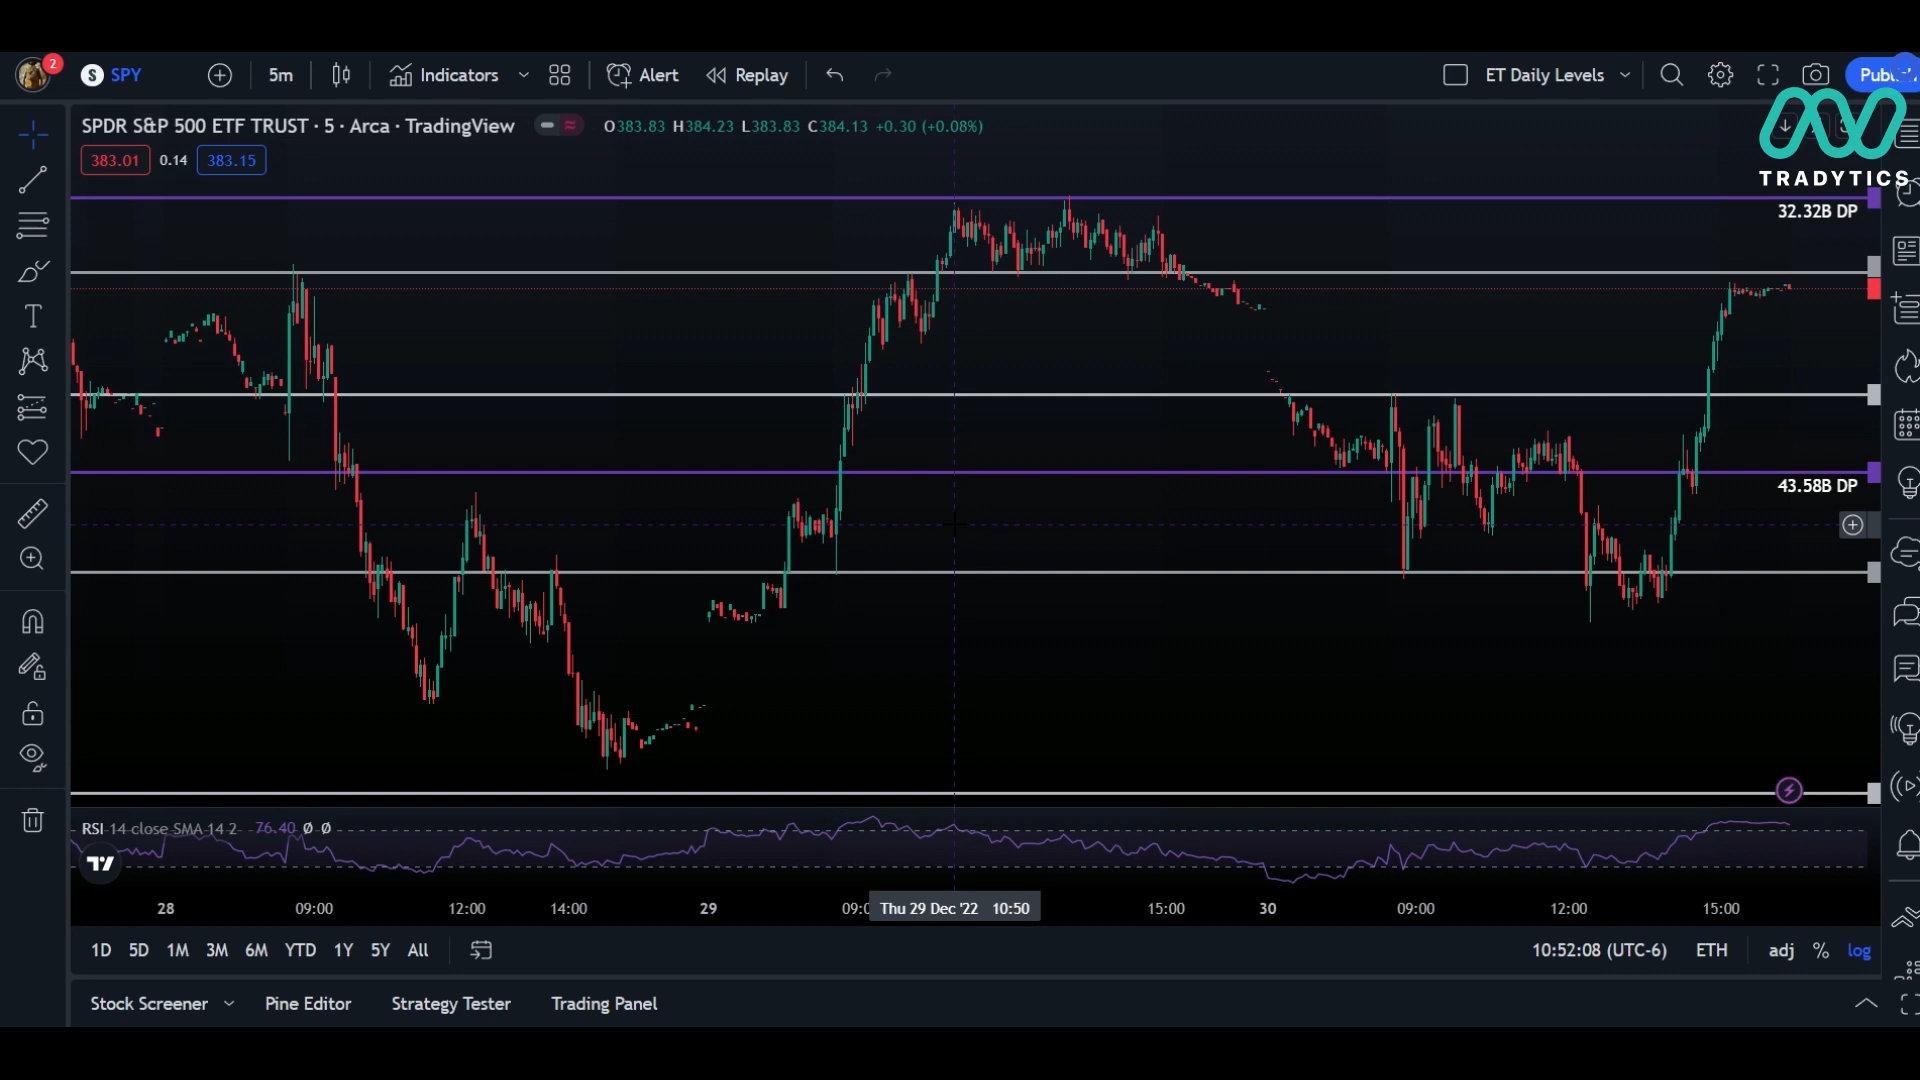 2
S SPY 5m Indicators Alert Replay ET Daily Levels
SPDR S&P 500 ETF TRUST · 5 · Arca · TradingView O383.83 H384.23 L383.83 C384.13 +0.30 (+0.08%)
383.01 0.14 383.15
TRADYTICS
32.32B DP
43.58B DP
RSI 14 close SMA 14 2 76.40 Ø Ø
28 09:00 12:00 14:00 29 Thu 29 Dec '22 10:50 15:00 30 09:00 12:00 15:00
1D 5D 1M 3M 6M YTD 1Y 5Y All 10:52:08 (UTC-6) ETH adj % log
Stock Screener Pine Editor Strategy Tester Trading Panel